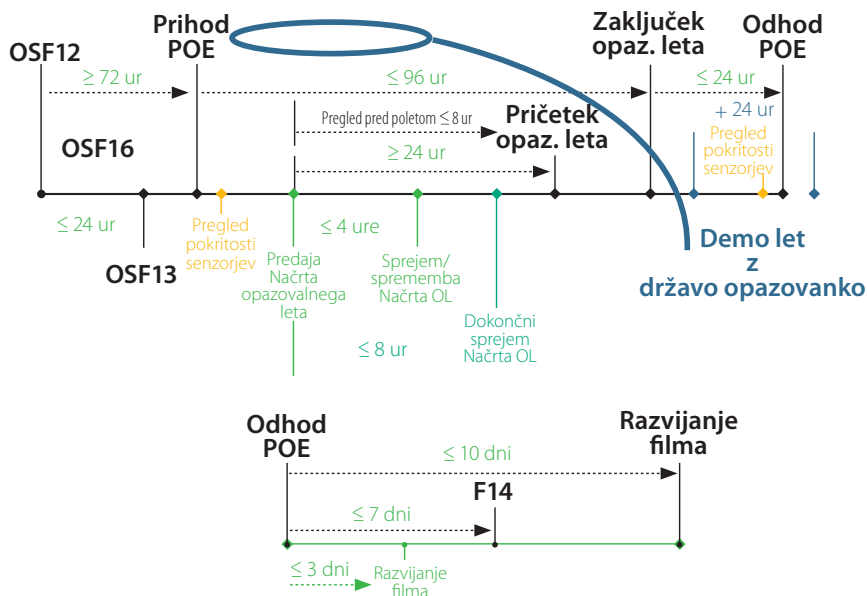 OSF12
Prihod
POE
Zaključek
opaz. leta
Odhod
POE
≥ 72 ur
≤ 96 ur
≤ 24 ur
+ 24 ur
Pregled pred poletom ≤ 8 ur
Pričetek
opaz. leta
Pregled
pokritosti
senzorjev
OSF16
≥ 24 ur
≤ 24 ur
OSF13
Pregled
pokritosti
senzorjev
≤ 4 ure
Predaja
Načrta
opazovalnega
leta
Sprejem/
sprememba
Načrta OL
Demo let
z
državo opazovanko
≤ 8 ur
Dokončni
sprejem
Načrta OL
Odhod
POE
Razvijanje
filma
≤ 10 dni
F14
≤ 7 dni
≤ 3 dni
Razvijanje
filma